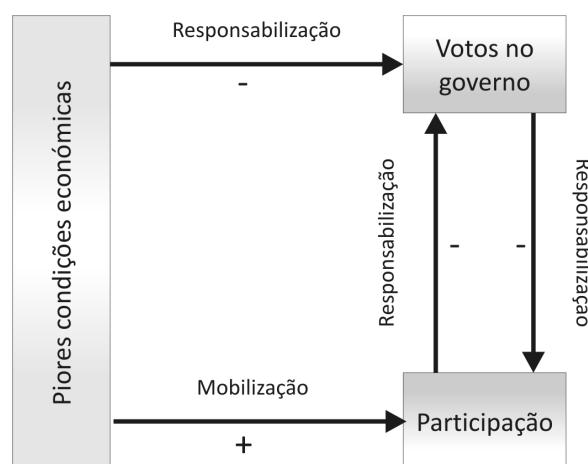 Responsabilização
-
Votos no
governo
Piores condições económicas
Responsabilização
-
-
Responsabilização
Mobilização
+
Participação